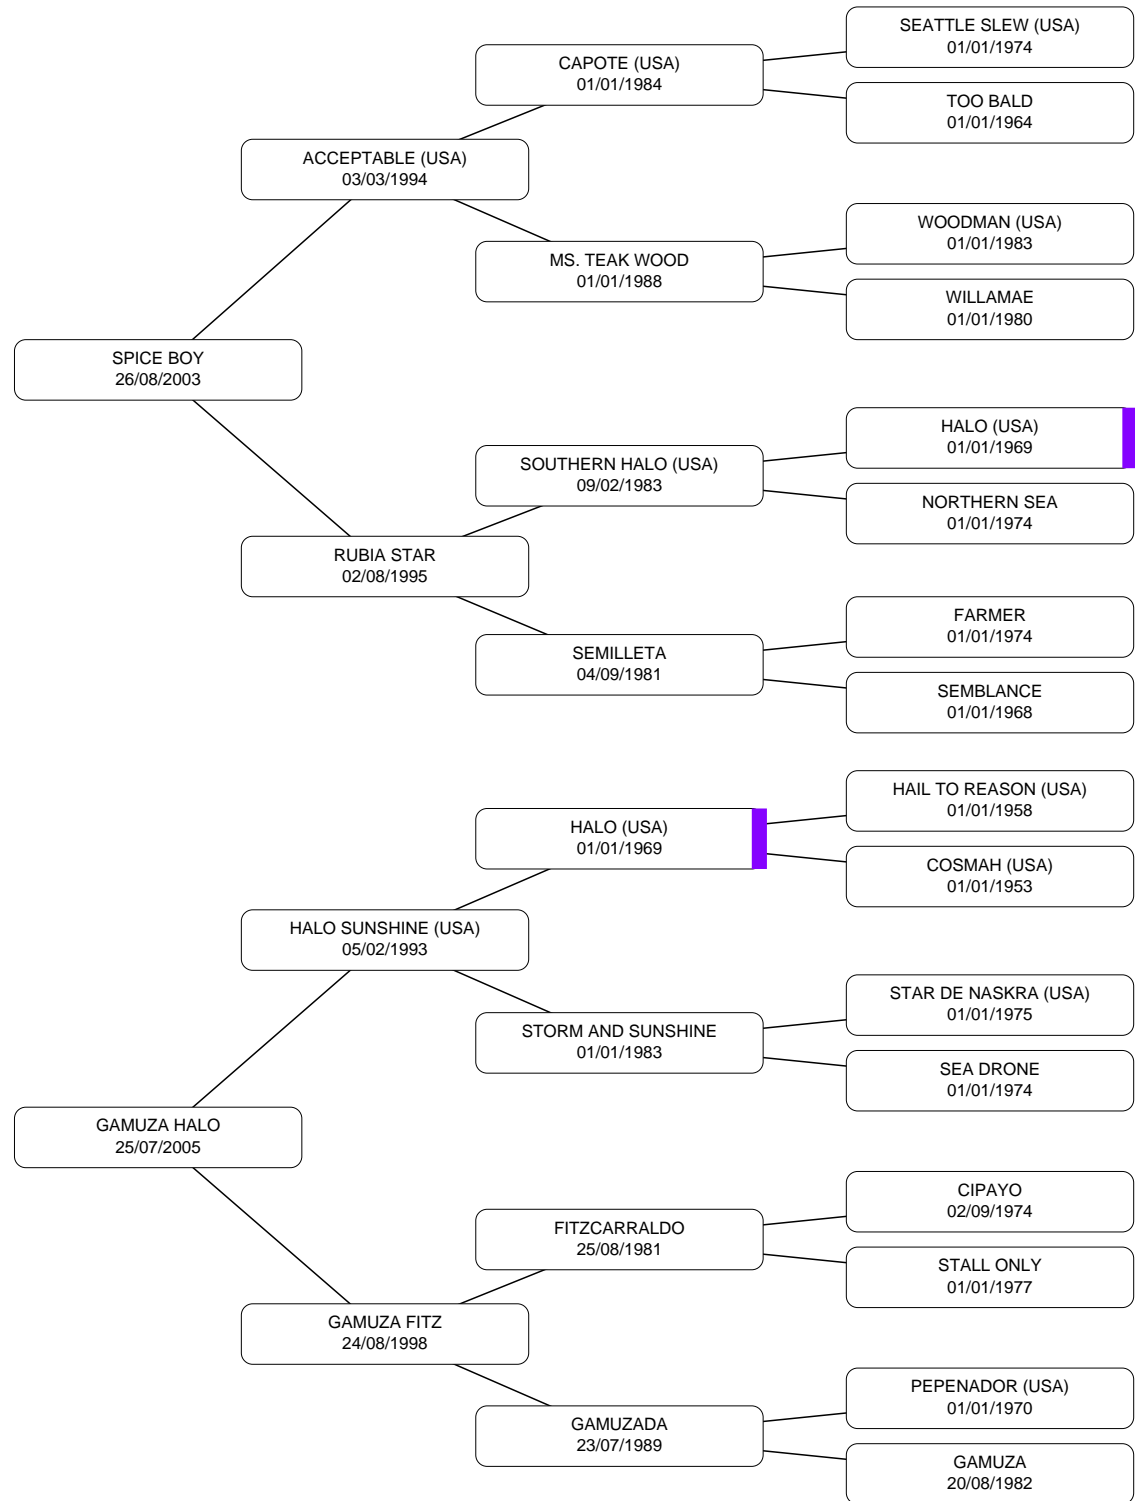 SEATTLE SLEW (USA)
01/01/1974
CAPOTE (USA)
01/01/1984
TOO BALD
01/01/1964
ACCEPTABLE (USA)
03/03/1994
WOODMAN (USA)
01/01/1983
MS. TEAK WOOD
01/01/1988
WILLAMAE
01/01/1980
SPICE BOY
26/08/2003
HALO (USA)
01/01/1969
SOUTHERN HALO (USA)
09/02/1983
NORTHERN SEA
01/01/1974
RUBIA STAR
02/08/1995
FARMER
01/01/1974
SEMILLETA
04/09/1981
SEMBLANCE
01/01/1968
HAIL TO REASON (USA)
01/01/1958
HALO (USA)
01/01/1969
COSMAH (USA)
01/01/1953
HALO SUNSHINE (USA)
05/02/1993
STAR DE NASKRA (USA)
01/01/1975
STORM AND SUNSHINE
01/01/1983
SEA DRONE
01/01/1974
GAMUZA HALO
25/07/2005
CIPAYO
02/09/1974
FITZCARRALDO
25/08/1981
STALL ONLY
01/01/1977
GAMUZA FITZ
24/08/1998
PEPENADOR (USA)
01/01/1970
GAMUZADA
23/07/1989
GAMUZA
20/08/1982